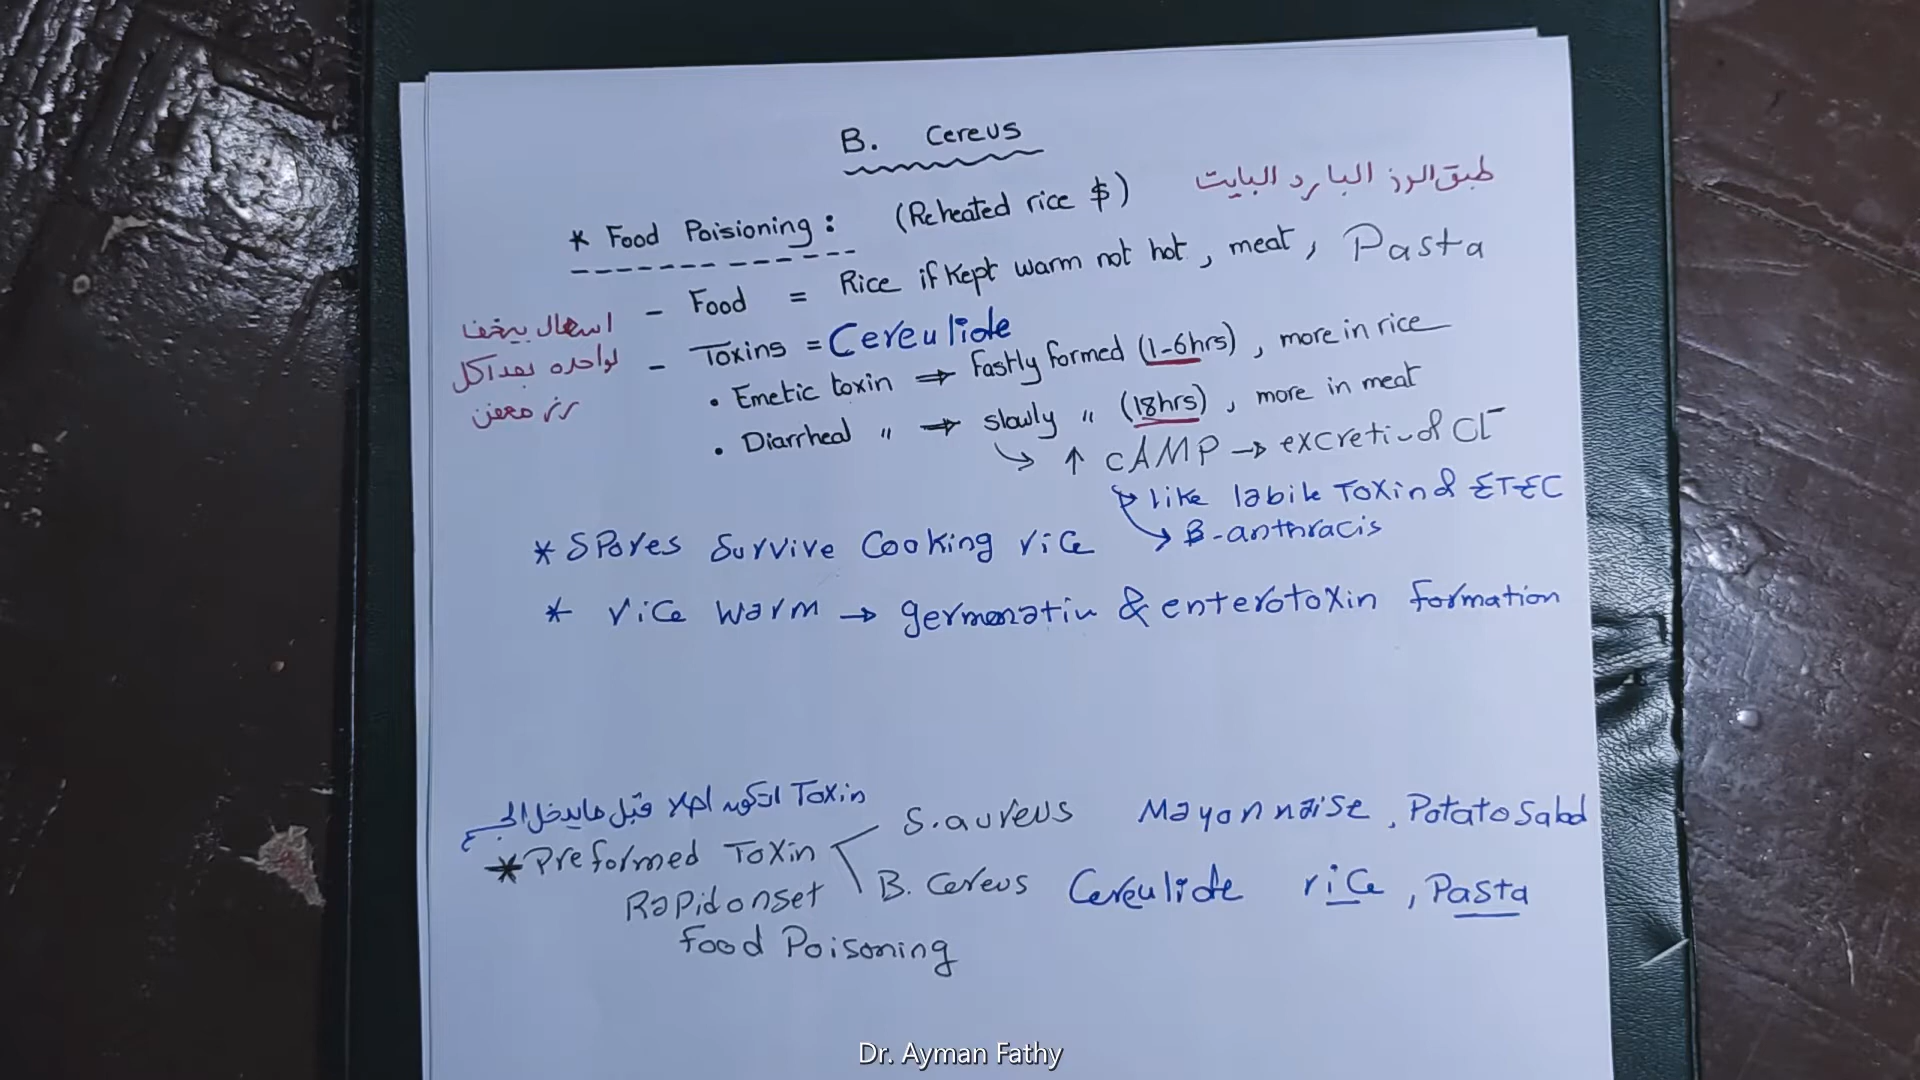 B. Cereus
* Food Poisioning : (Reheated rice $) طبق الرز البارد البايت
- Food = Rice if Kept warm not hot , meat , Pasta
- Toxins = Cereulide
اسهال بيخف
لواحده بعد اكل
رز معفن
• Emetic toxin ⇒ Fastly formed (1-6hrs) , more in rice
• Diarrheal " ⇒ slowly " (18hrs) , more in meat
↑ cAMP → excretiu of Cl⁻
like labile Toxin of ETEC
→ B-anthracis
* Spores Survive Cooking rice
* rice warm → germenatiu & enterotoxin formation
Toxin اتكون اصلا قبل مايدخل الجسم
* Preformed Toxin
Rapid onset
food Poisoning
S. aureus Mayonnaise , Potato Salad
B. Cereus Cereulide rice , Pasta
Dr. Ayman Fathy